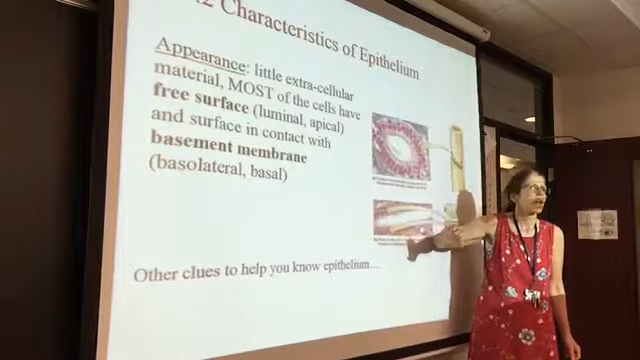 .2 Characteristics of Epithelium
Appearance: little extra-cellular
material, MOST of the cells have
free surface (luminal, apical)
and surface in contact with
basement membrane
(basolateral, basal)
Other clues to help you know epithelium....